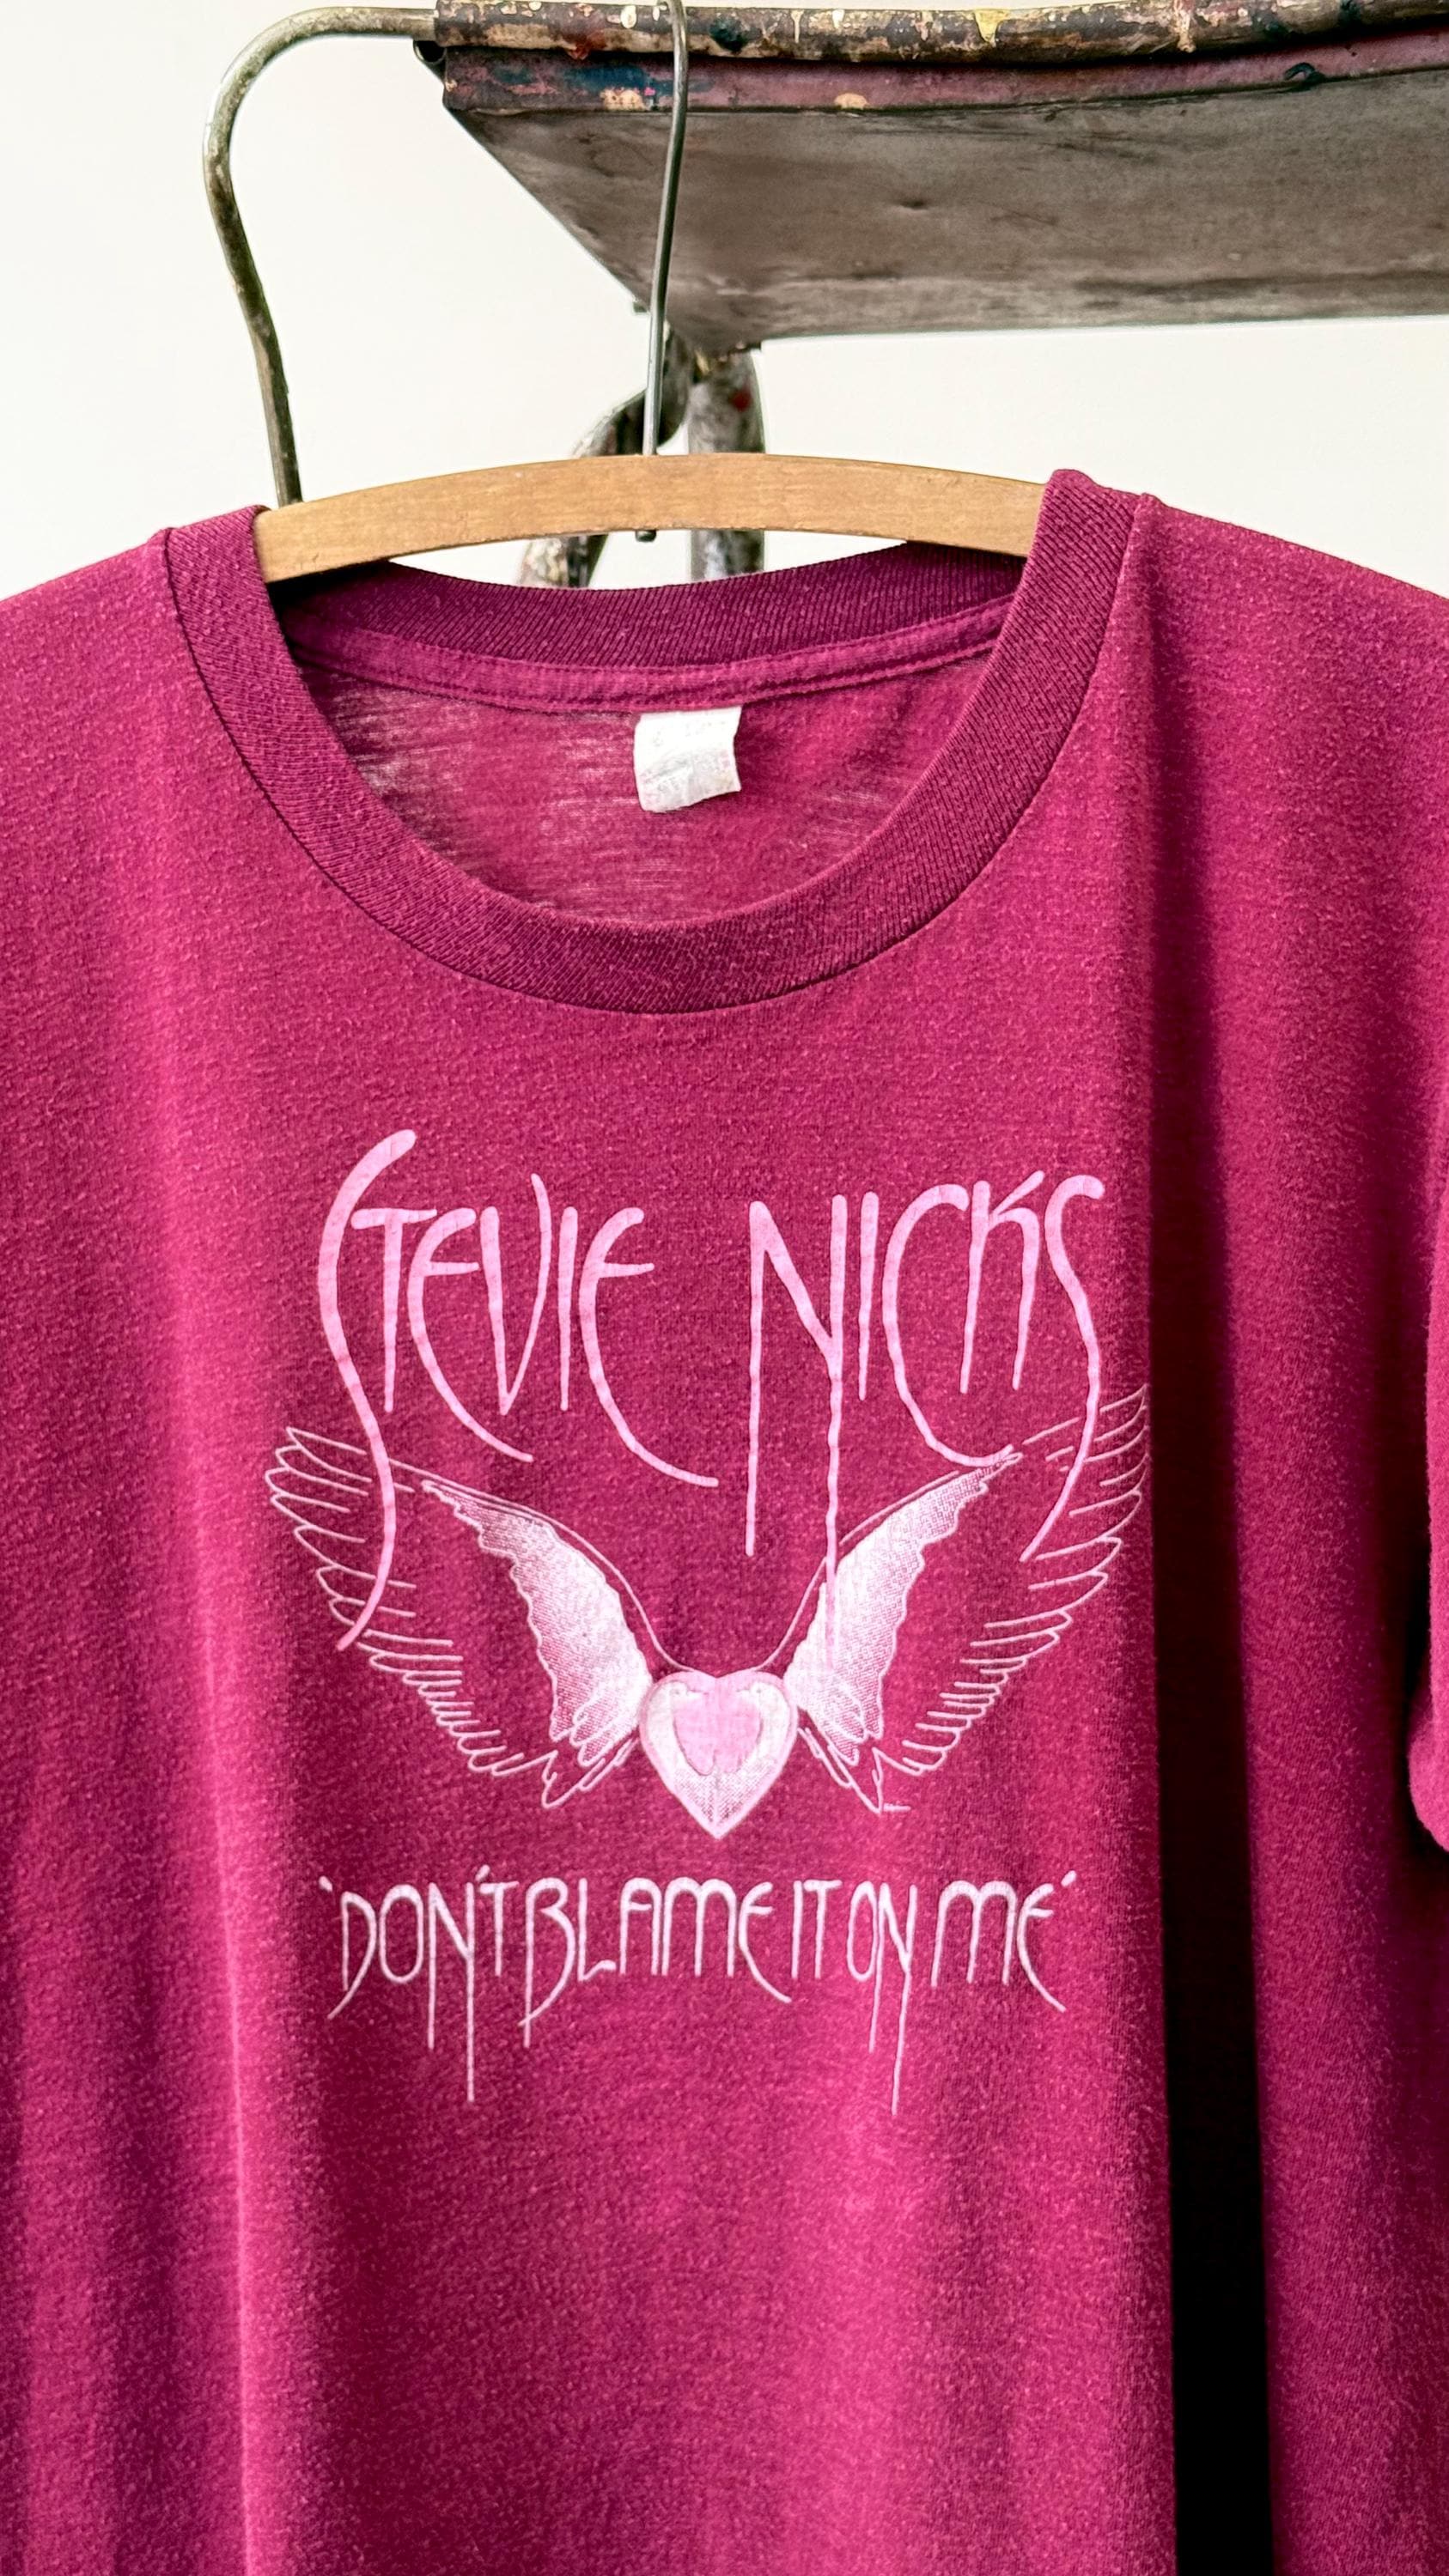 STEVIE NICKS
'DON'T BLAME IT ON ME'